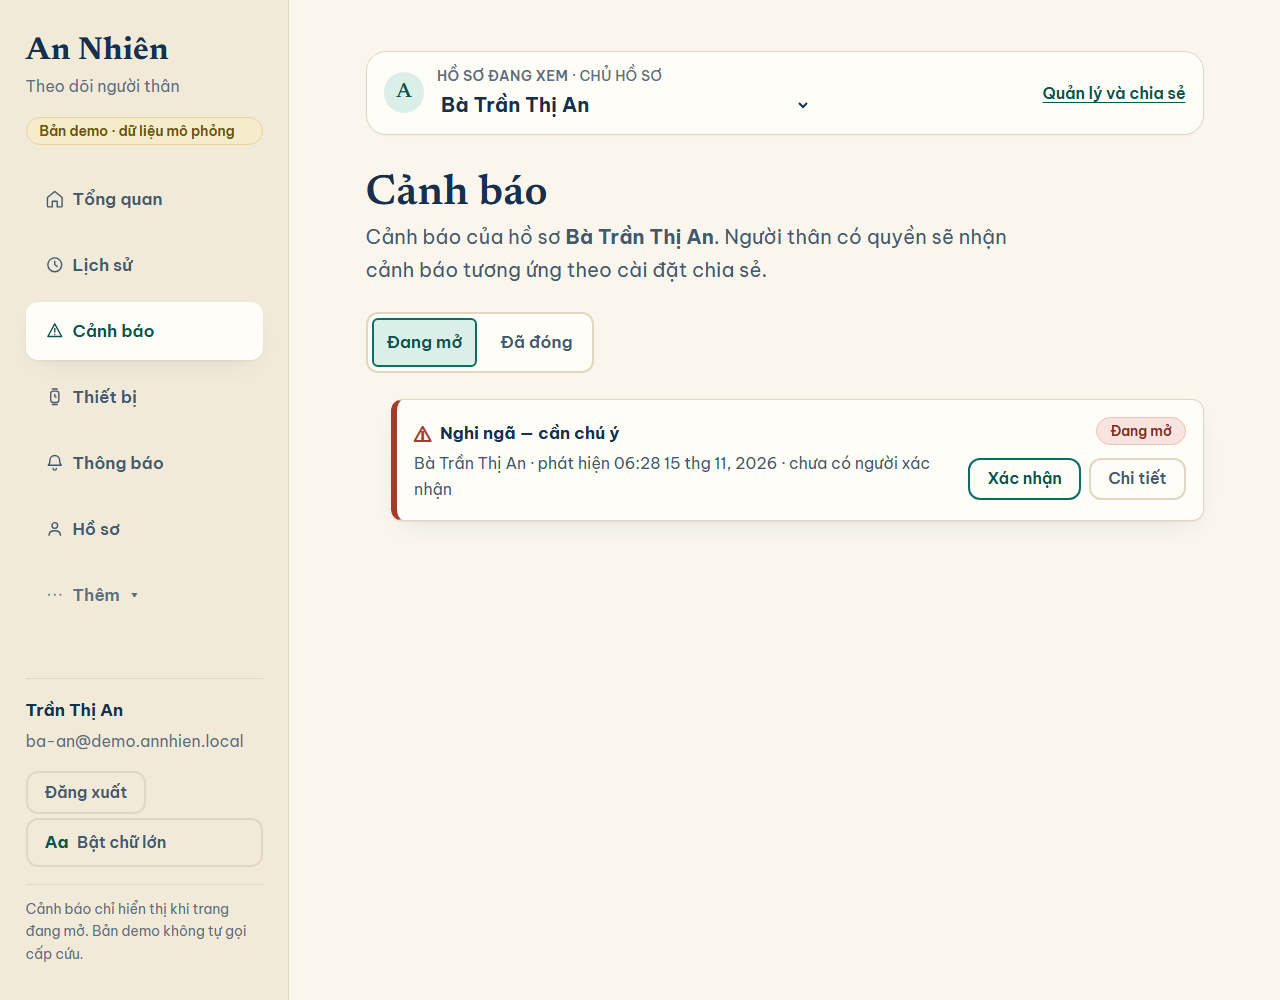 An Nhiên
Theo dõi người thân
Bản demo · dữ liệu mô phỏng
Tổng quan
Lịch sử
Cảnh báo
Thiết bị
Thông báo
Hồ sơ
Thêm
Trần Thị An
ba-an@demo.annhien.local
Đăng xuất
Aa Bật chữ lớn
Cảnh báo chỉ hiển thị khi trang
đang mở. Bản demo không tự gọi
cấp cứu.
A
HỒ SƠ ĐANG XEM · CHỦ HỒ SƠ
Bà Trần Thị An
Quản lý và chia sẻ
Cảnh báo
Cảnh báo của hồ sơ Bà Trần Thị An. Người thân có quyền sẽ nhận
cảnh báo tương ứng theo cài đặt chia sẻ.
Đang mở Đã đóng
Nghi ngã — cần chú ý
Bà Trần Thị An · phát hiện 06:28 15 thg 11, 2026 · chưa có người xác
nhận
Đang mở
Xác nhận Chi tiết